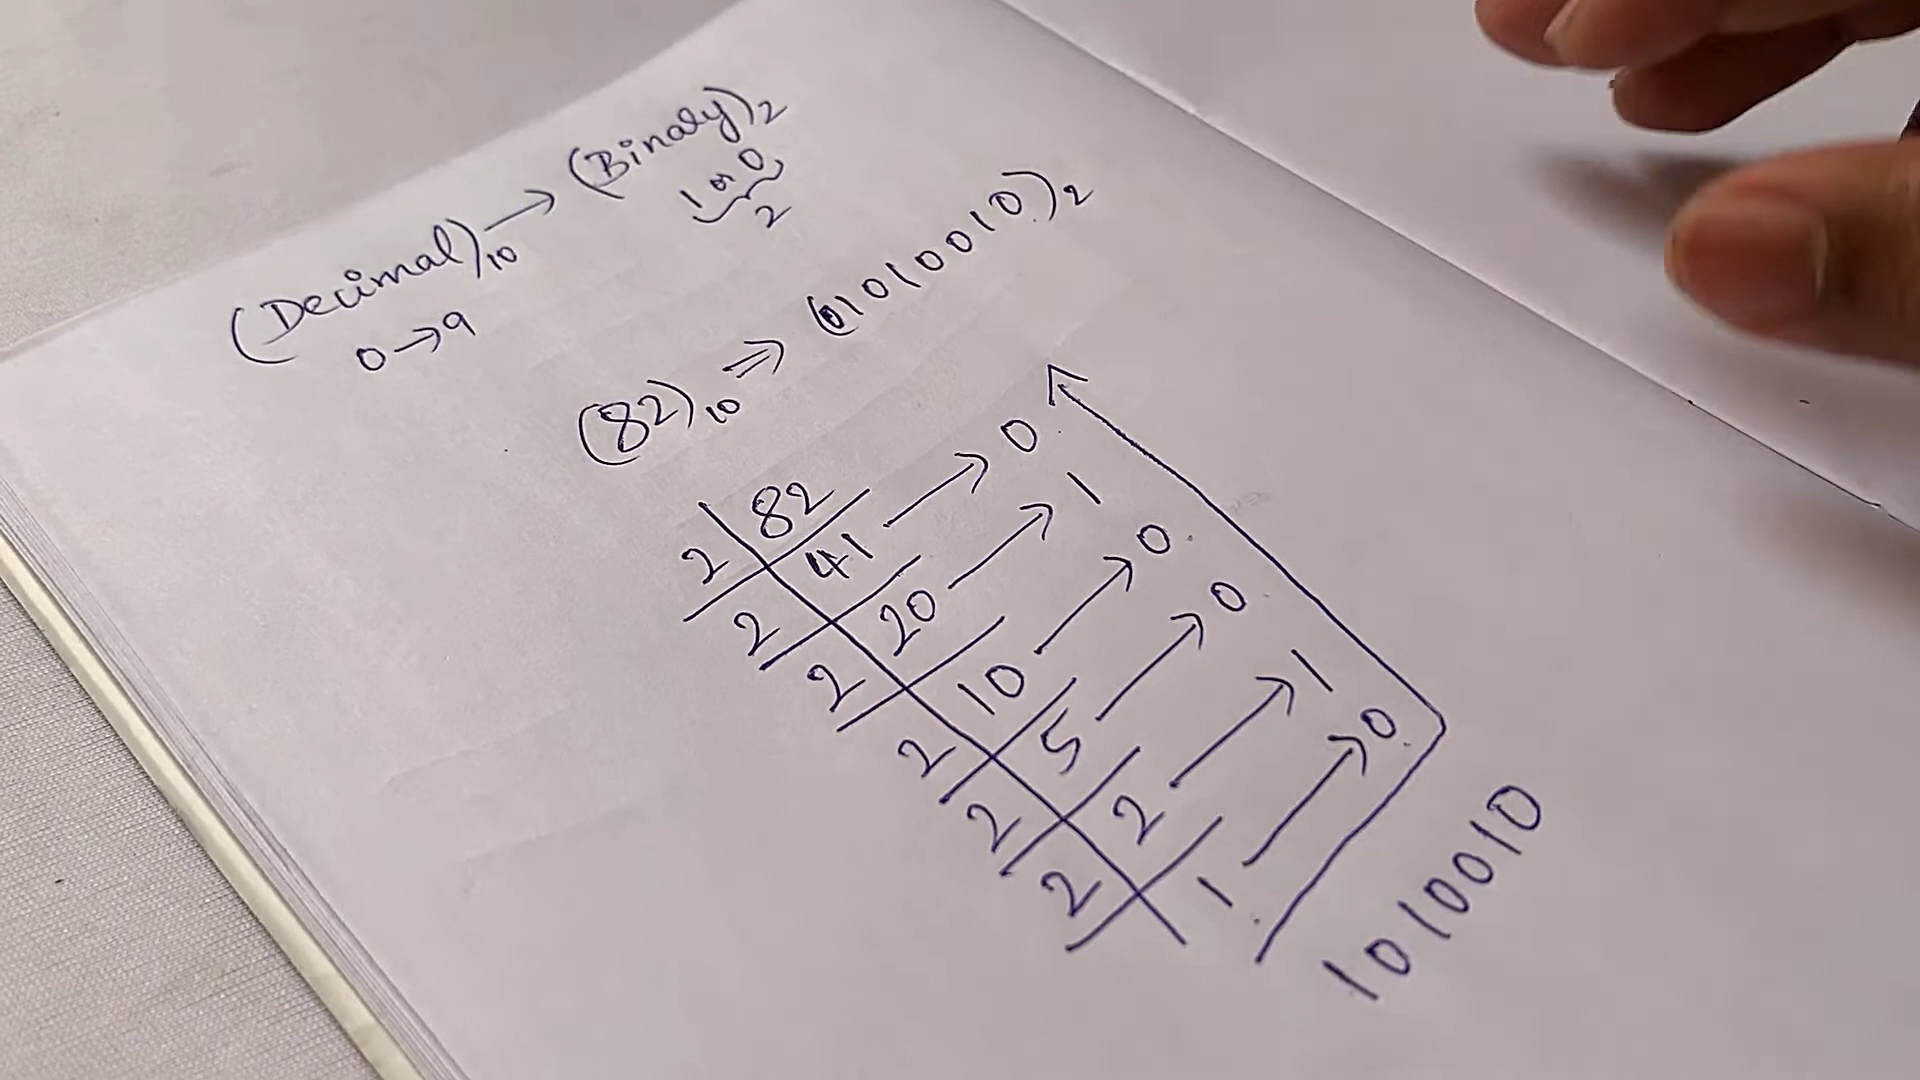 (Decimal)₁₀ → (Binary)₂
0→9
1 or 0
2
(82)₁₀ ⇒ (01010010)₂
2 | 82
2 | 41 → 0
2 | 20 → 1
2 | 10 → 0
2 | 5 → 0
2 | 2 → 1
1 → 0
1010010